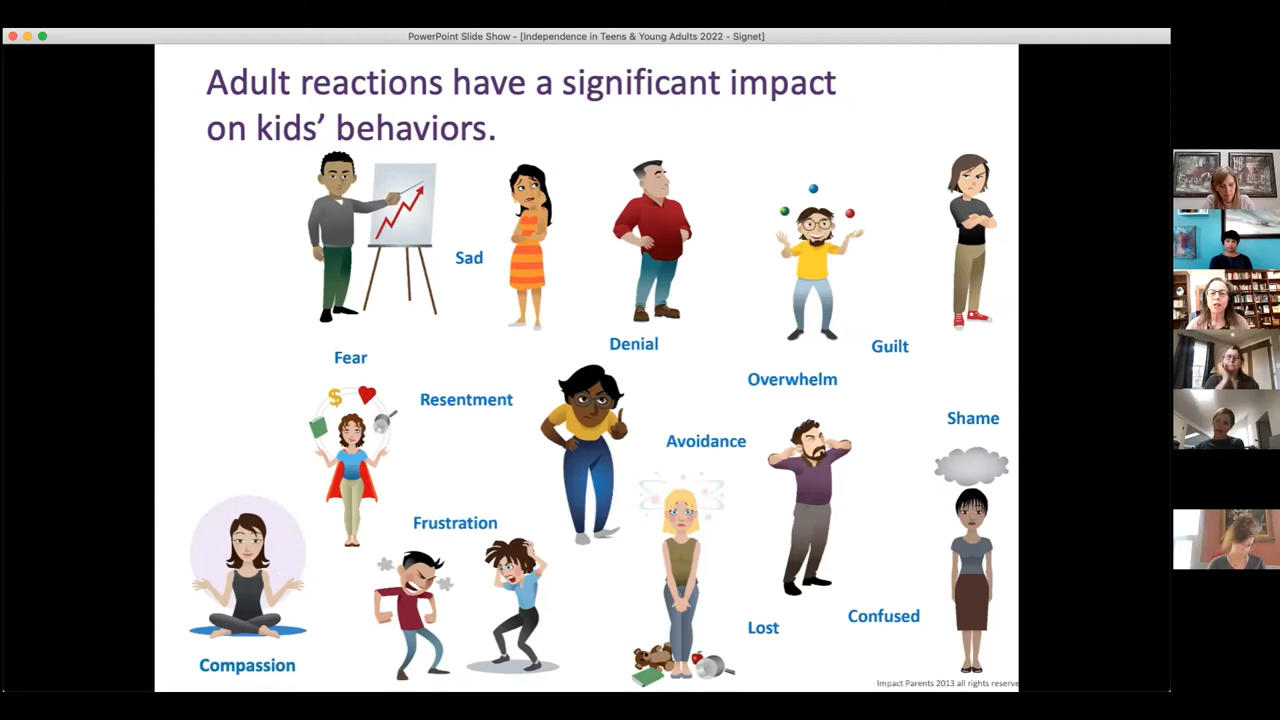 PowerPoint Slide Show - [Independence in Teens & Young Adults 2022 - Signet]
Adult reactions have a significant impact
on kids' behaviors.
Sad
Denial
Guilt
Fear
Overwhelm
Resentment
Shame
Avoidance
$
Frustration
Confused
Lost
Compassion
Impact Parents 2013 all rights reserve